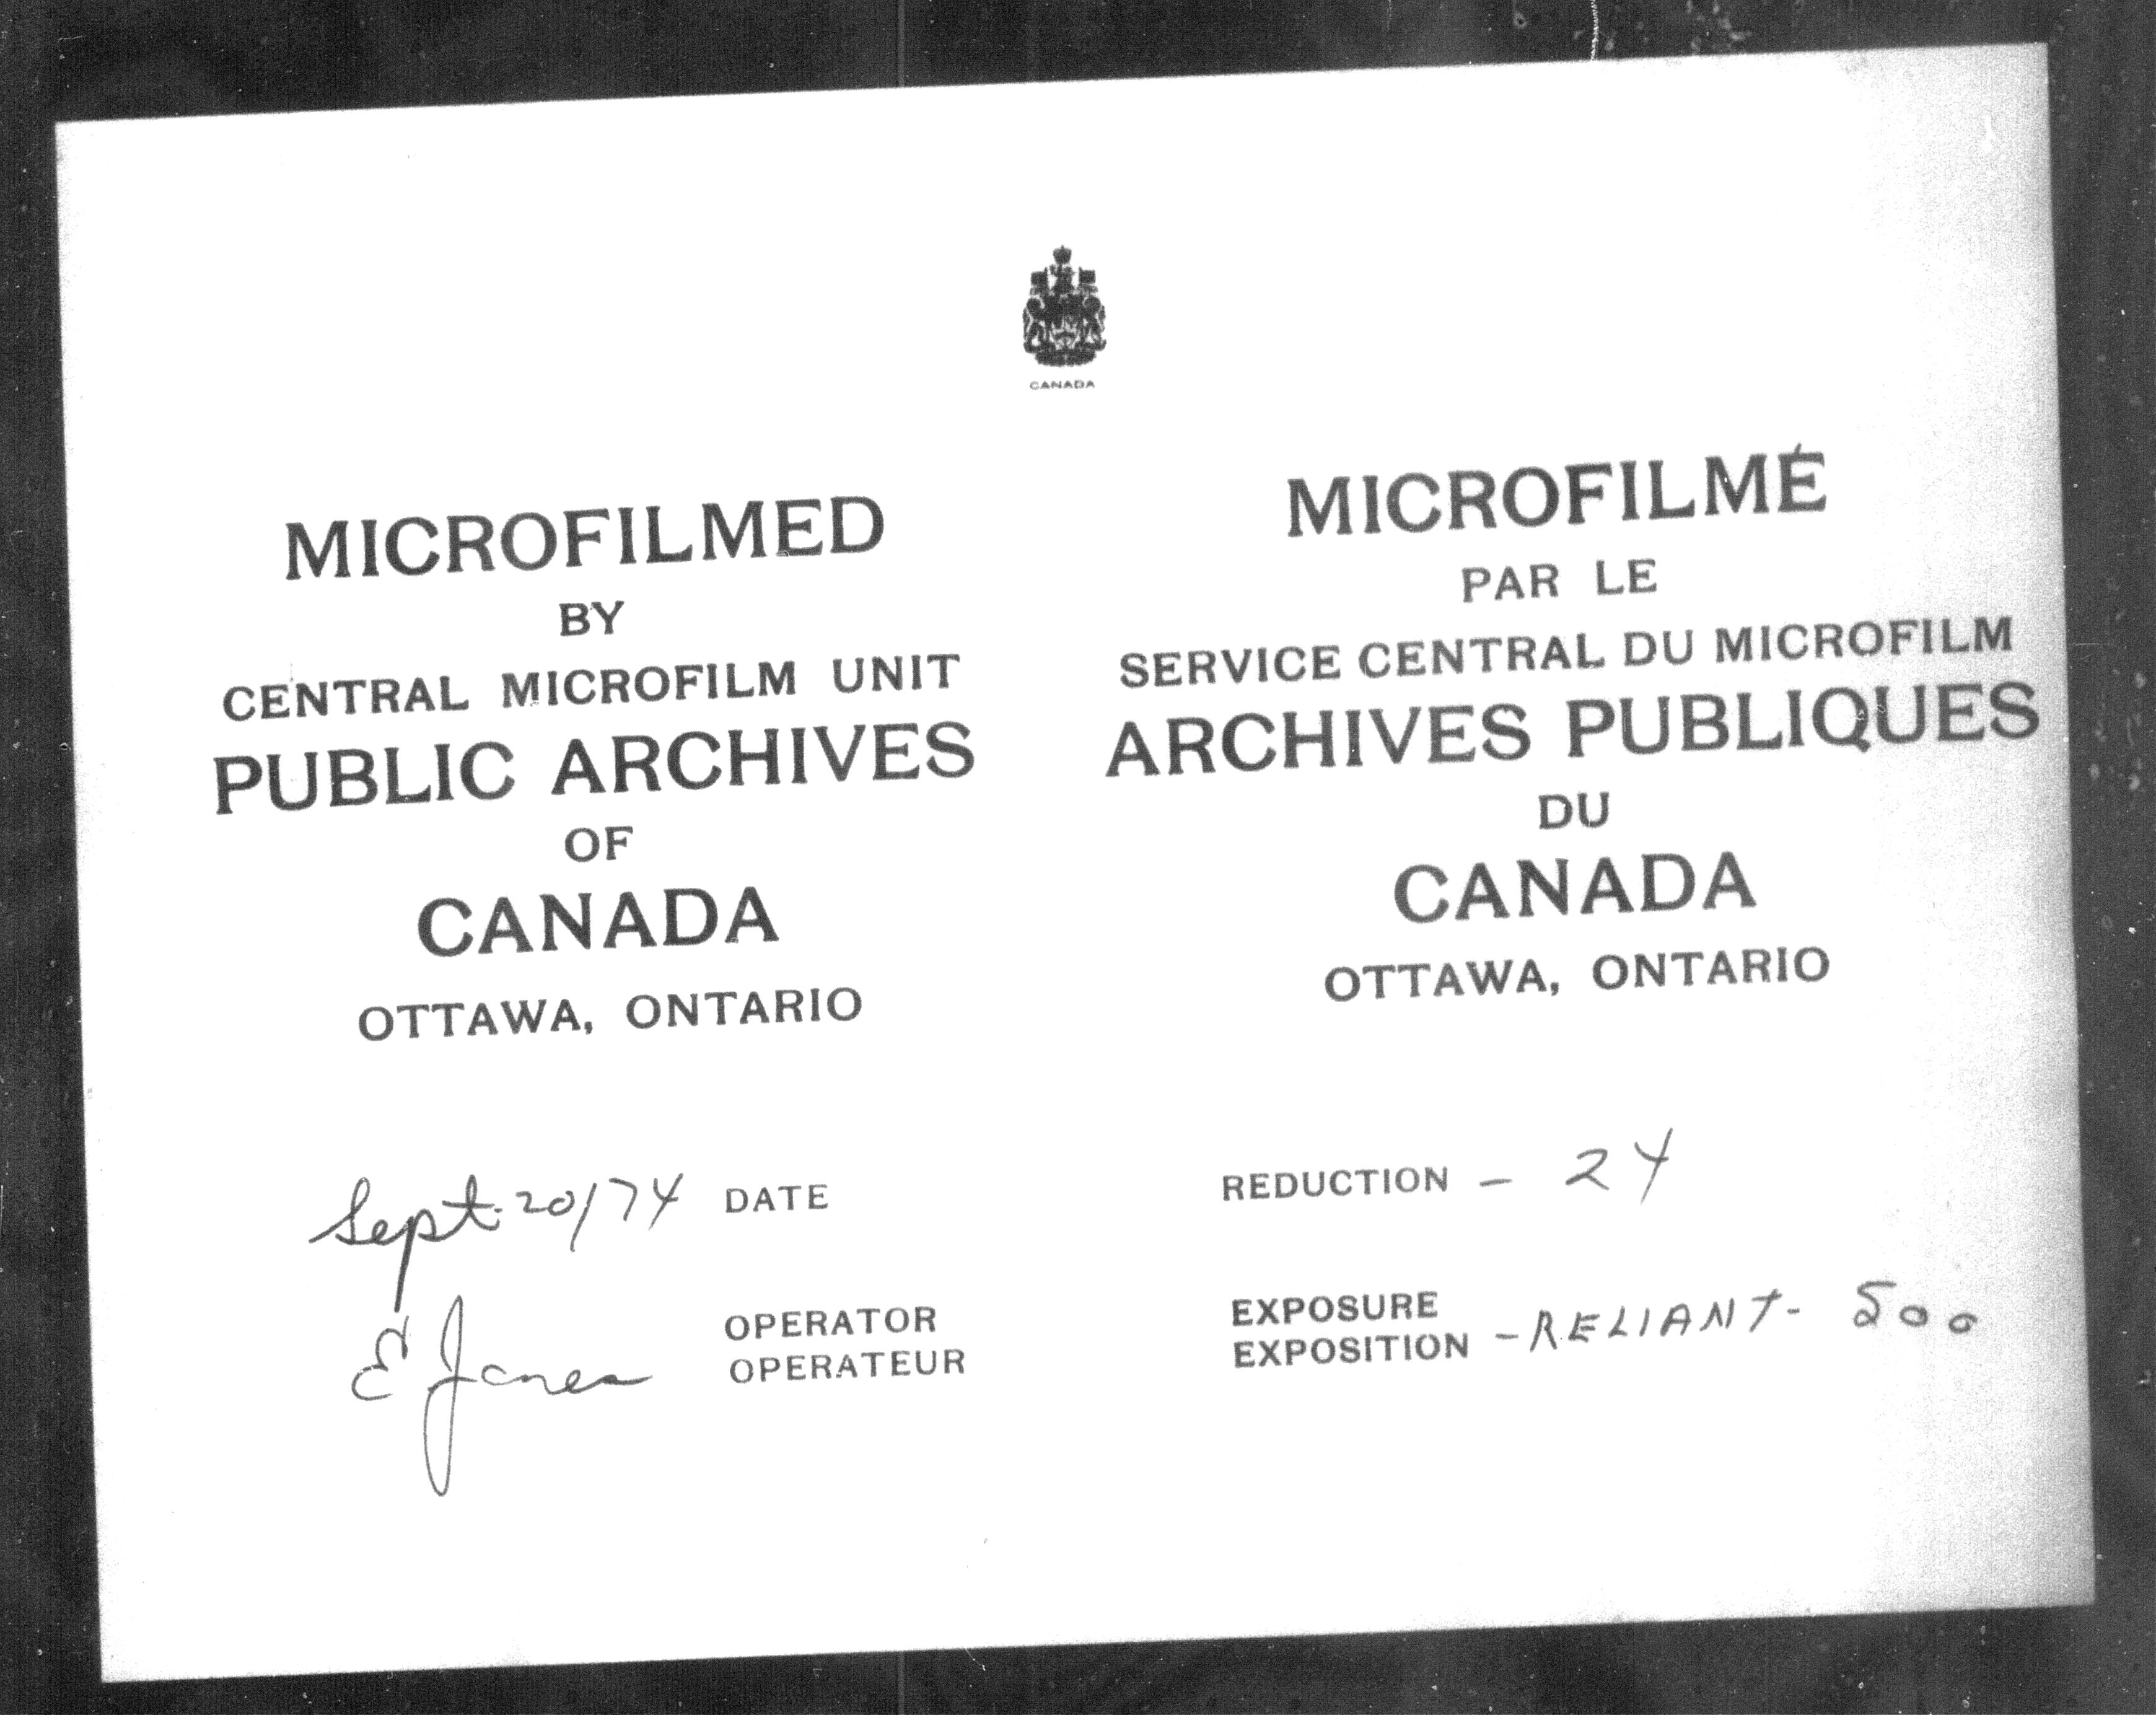 CANADA
MICROFILMED
BY
CENTRAL MICROFILM UNIT
PUBLIC ARCHIVES
OF
CANADA
OTTAWA, ONTARIO
MICROFILMÉ
PAR LE
SERVICE CENTRAL DU MICROFILM
ARCHIVES PUBLIQUES
DU
CANADA
OTTAWA, ONTARIO
Sept. 20/74 DATE
E Janes OPERATOR
OPERATEUR
REDUCTION - 24
EXPOSURE
EXPOSITION - RELIANT - 500